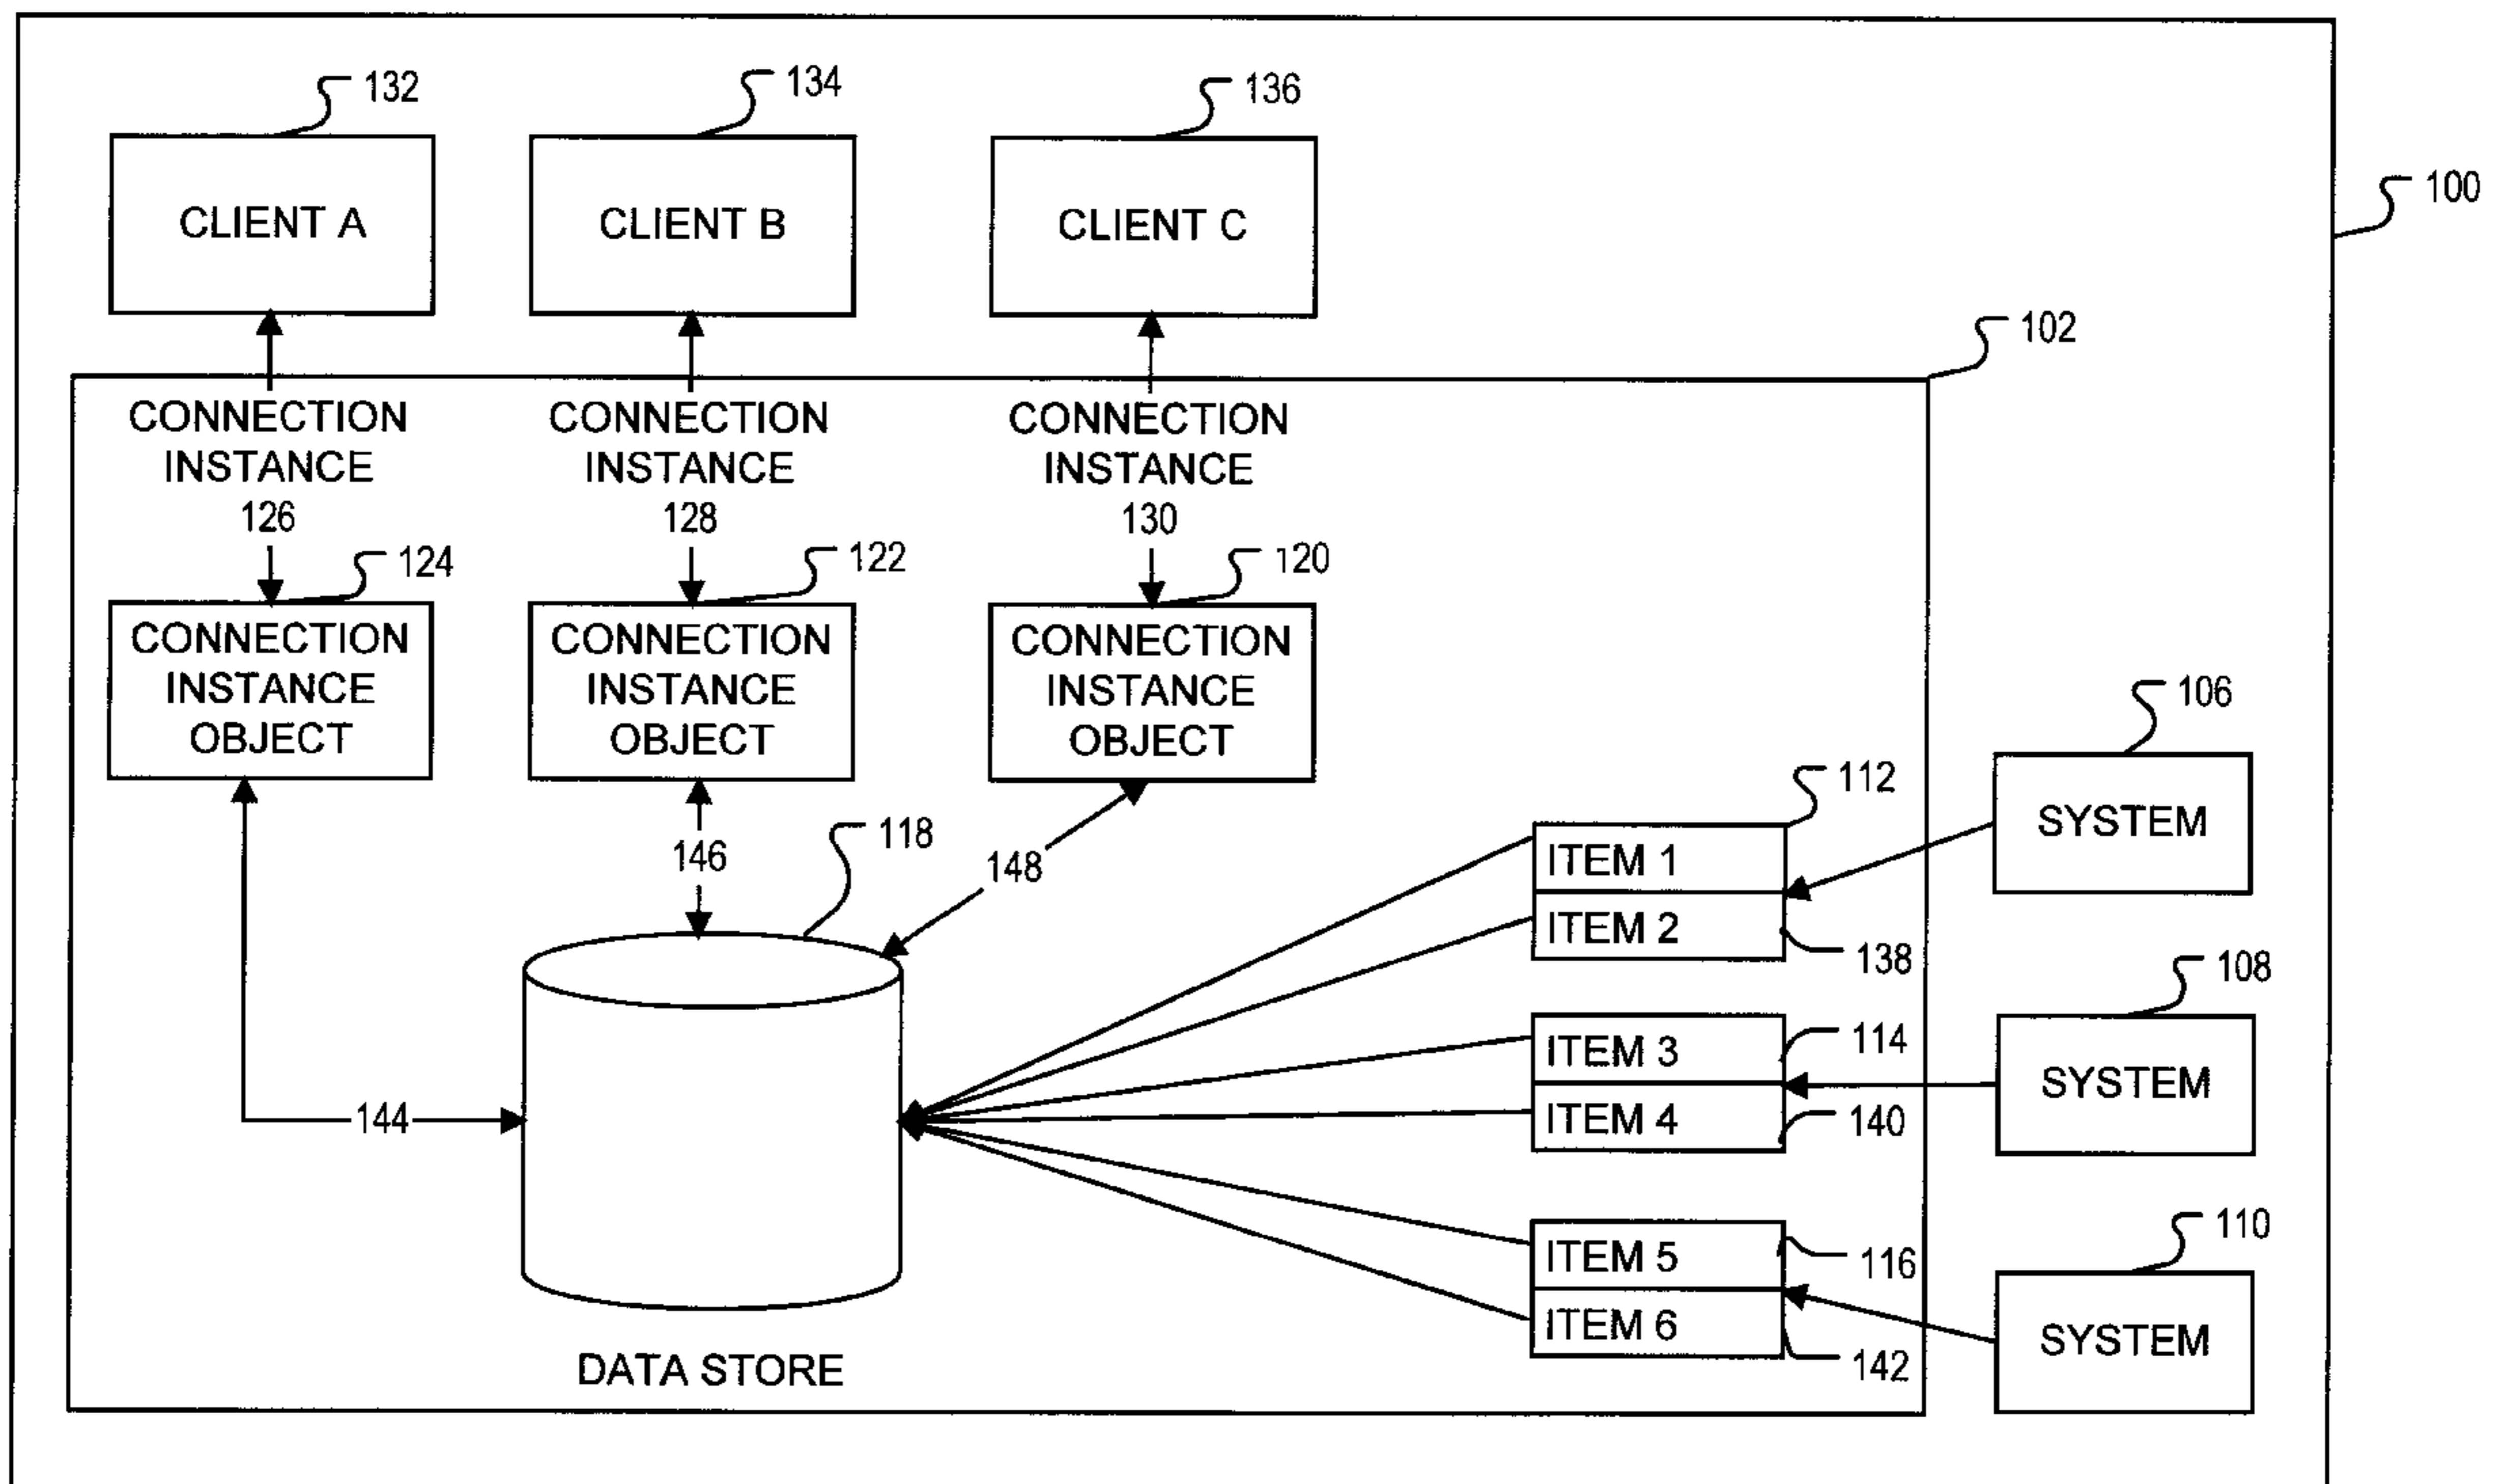 132
134
136
100
CLIENT A
CLIENT B
CLIENT C
102
CONNECTION
INSTANCE
126
CONNECTION
INSTANCE
128
CONNECTION
INSTANCE
130
124
122
120
CONNECTION
INSTANCE
OBJECT
CONNECTION
INSTANCE
OBJECT
CONNECTION
INSTANCE
OBJECT
106
112
SYSTEM
118
146
148
ITEM 1
ITEM 2
138
108
ITEM 3
114
SYSTEM
ITEM 4
140
144
110
ITEM 5
116
ITEM 6
SYSTEM
142
DATA STORE